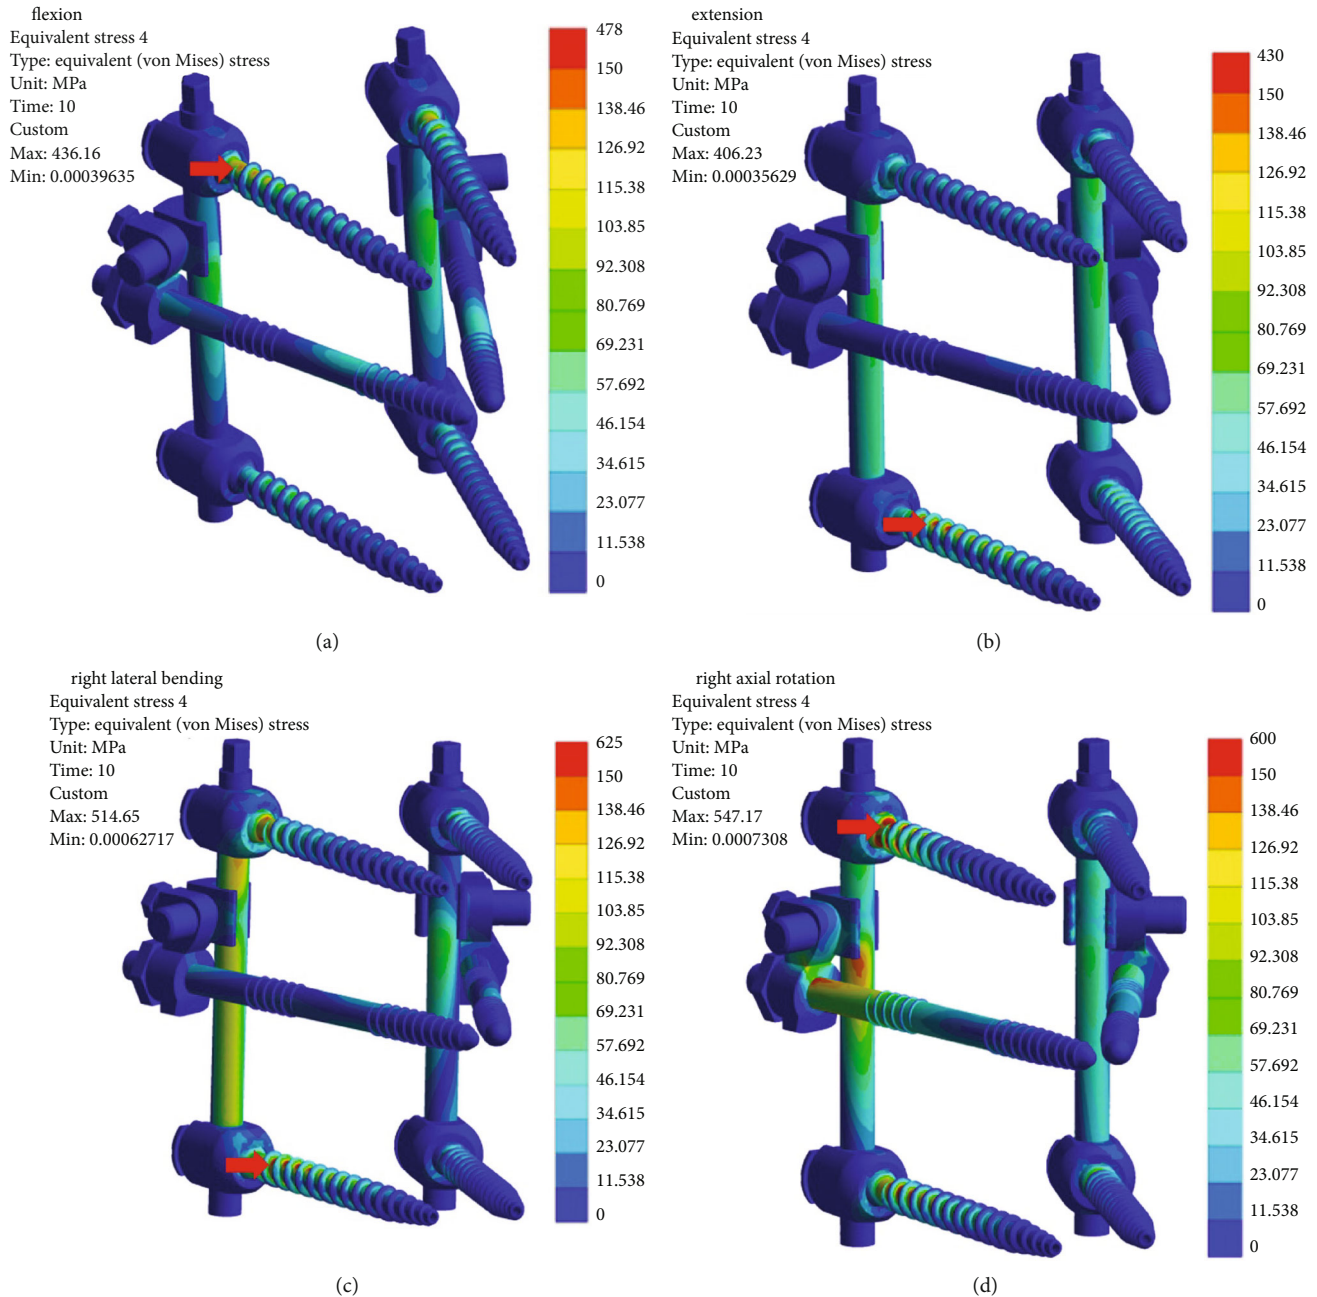 flexion
Equivalent stress 4
Type: equivalent (von Mises) stress
Unit: MPa
Time: 10
Custom
Max: 436.16
Min: 0.00039635
478
150
138.46
126.92
115.38
103.85
92.308
80.769
69.231
57.692
46.154
34.615
23.077
11.538
0
(a)
extension
Equivalent stress 4
Type: equivalent (von Mises) stress
Unit: MPa
Time: 10
Custom
Max: 406.23
Min: 0.00035629
430
150
138.46
126.92
115.38
103.85
92.308
80.769
69.231
57.692
46.154
34.615
23.077
11.538
0
(b)
right lateral bending
Equivalent stress 4
Type: equivalent (von Mises) stress
Unit: MPa
Time: 10
Custom
Max: 514.65
Min: 0.00062717
625
150
138.46
126.92
115.38
103.85
92.308
80.769
69.231
57.692
46.154
34.615
23.077
11.538
0
(c)
right axial rotation
Equivalent stress 4
Type: equivalent (von Mises) stress
Unit: MPa
Time: 10
Custom
Max: 547.17
Min: 0.0007308
600
150
138.46
126.92
115.38
103.85
92.308
80.769
69.231
57.692
46.154
34.615
23.077
11.538
0
(d)